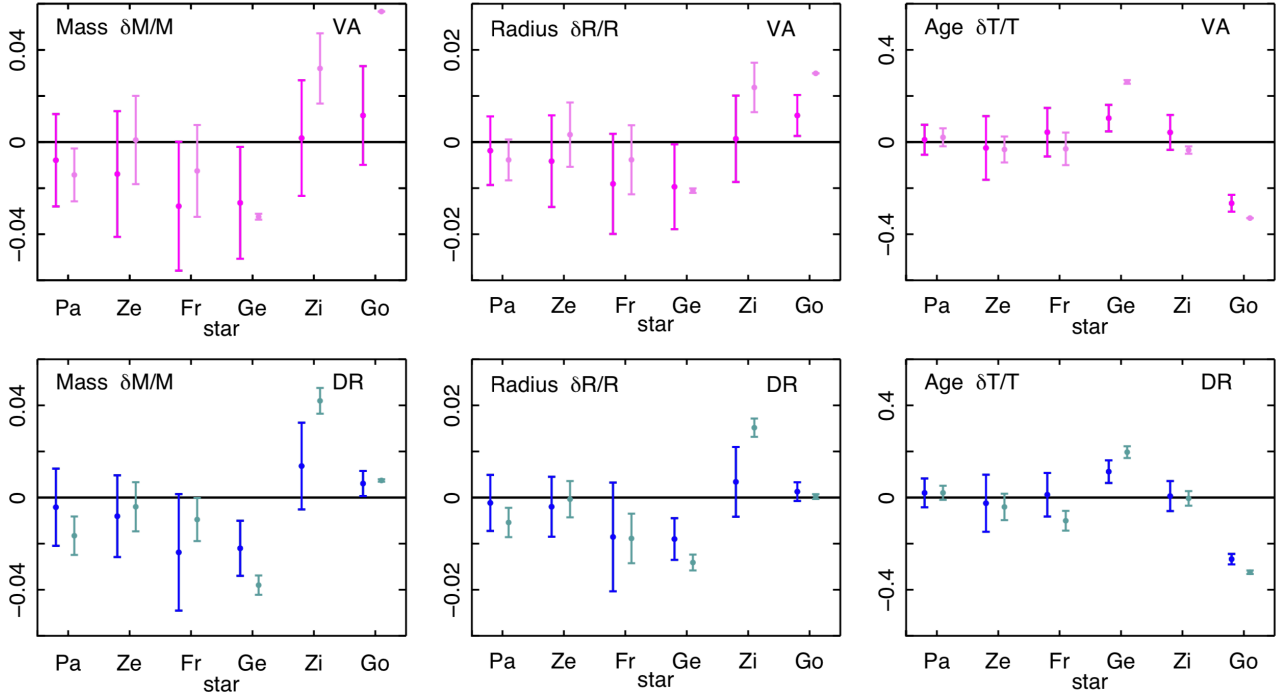 Mass δM/M VA
0.04
0
−0.04
Pa Ze Fr Ge Zi Go
star
Radius δR/R VA
0.02
0
−0.02
Pa Ze Fr Ge Zi Go
star
Age δT/T VA
0.4
0
−0.4
Pa Ze Fr Ge Zi Go
star
Mass δM/M DR
0.04
0
−0.04
Pa Ze Fr Ge Zi Go
star
Radius δR/R DR
0.02
0
−0.02
Pa Ze Fr Ge Zi Go
star
Age δT/T DR
0.4
0
−0.4
Pa Ze Fr Ge Zi Go
star